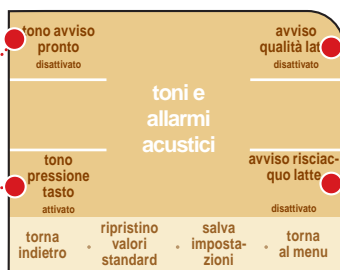 tono avviso
pronto
disattivato
avviso
qualità
disattivato
toni e
allarmi
acustici
tono
pressione
tasto
attivato
avviso risciac-
quo latte
disattivato
torna
indietro
ripristino
valori
standard
salva
imposta-
zioni
torna
al menu